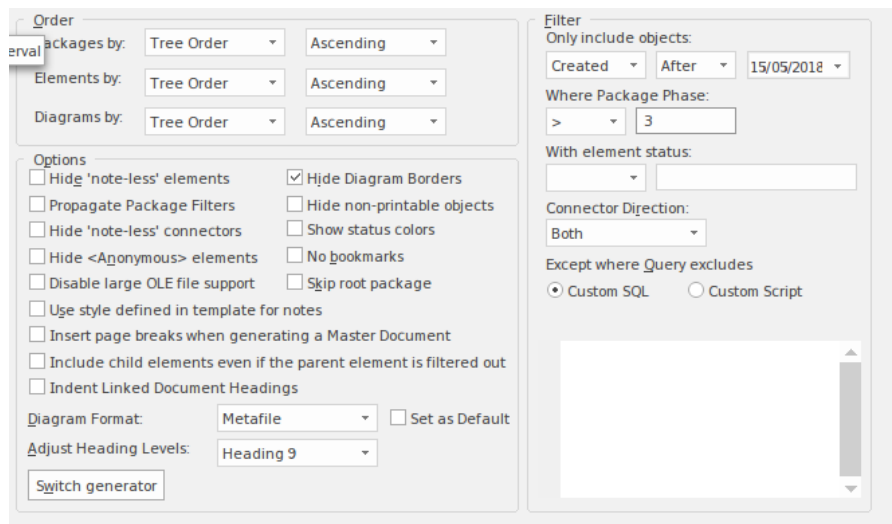 Order
erval
ackages by: Tree Order Ascending
Elements by: Tree Order Ascending
Diagrams by: Tree Order Ascending
Options
Hide 'note-less' elements Hide Diagram Borders
Propagate Package Filters Hide non-printable objects
Hide 'note-less' connectors Show status colors
Hide <Anonymous> elements No bookmarks
Disable large OLE file support Skip root package
Use style defined in template for notes
Insert page breaks when generating a Master Document
Include child elements even if the parent element is filtered out
Indent Linked Document Headings
Diagram Format: Metafile Set as Default
Adjust Heading Levels: Heading 9
Switch generator
Filter
Only include objects:
Created After 15/05/2018
Where Package Phase:
> 3
With element status:
Connector Direction:
Both
Except where Query excludes
Custom SQL Custom Script